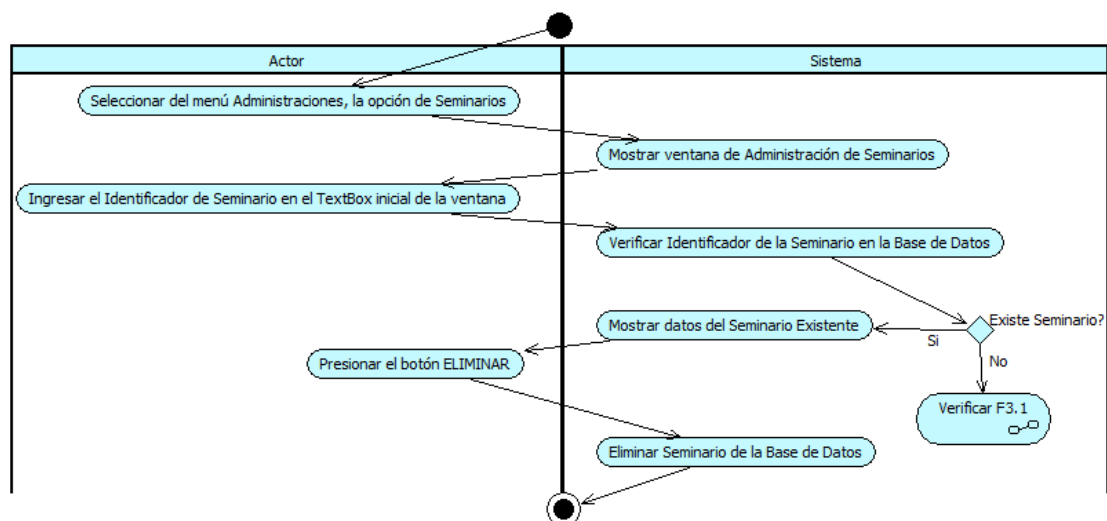 Actor
Sistema
Seleccionar del menú Administraciones, la opción de Seminarios
Mostrar ventana de Administración de Seminarios
Ingresar el Identificador de Seminario en el TextBox inicial de la ventana
Verificar Identificador de la Seminario en la Base de Datos
Existe Seminario?
Mostrar datos del Seminario Existente
Si
No
Presionar el botón ELIMINAR
Verificar F3.1
Eliminar Seminario de la Base de Datos